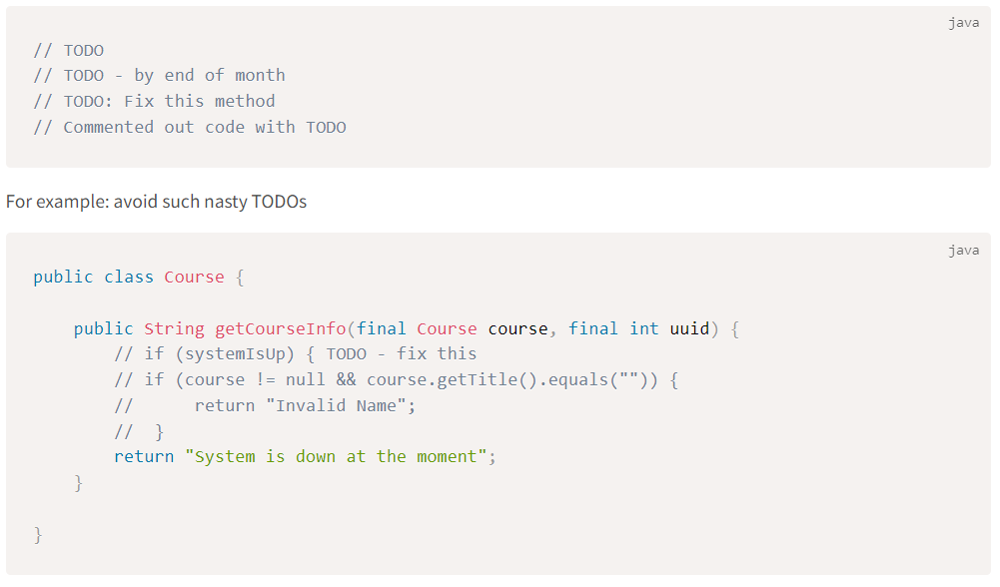 java
// TODO
// TODO - by end of month
// TODO: Fix this method
// Commented out code with TODO
For example: avoid such nasty TODOs
java
public class Course {
    public String getCourseInfo(final Course course, final int uuid) {
        // if (systemIsUp) { TODO - fix this
        // if (course != null && course.getTitle().equals("")) {
        //      return "Invalid Name";
        //  }
        return "System is down at the moment";
    }
}